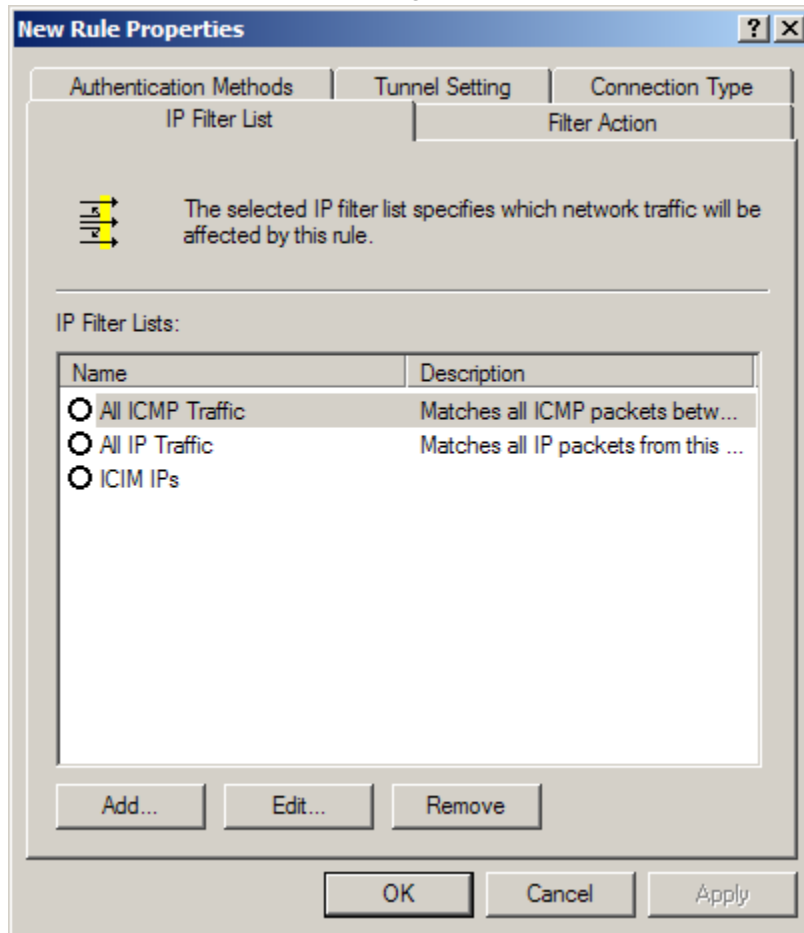 New Rule Properties
Authentication Methods Tunnel Setting Connection Type
IP Filter List Filter Action
The selected IP filter list specifies which network traffic will be
affected by this rule.
IP Filter Lists:
Name Description
All ICMP Traffic Matches all ICMP packets betw...
All IP Traffic Matches all IP packets from this ...
ICIM IPs
Add... Edit... Remove
OK Cancel Apply